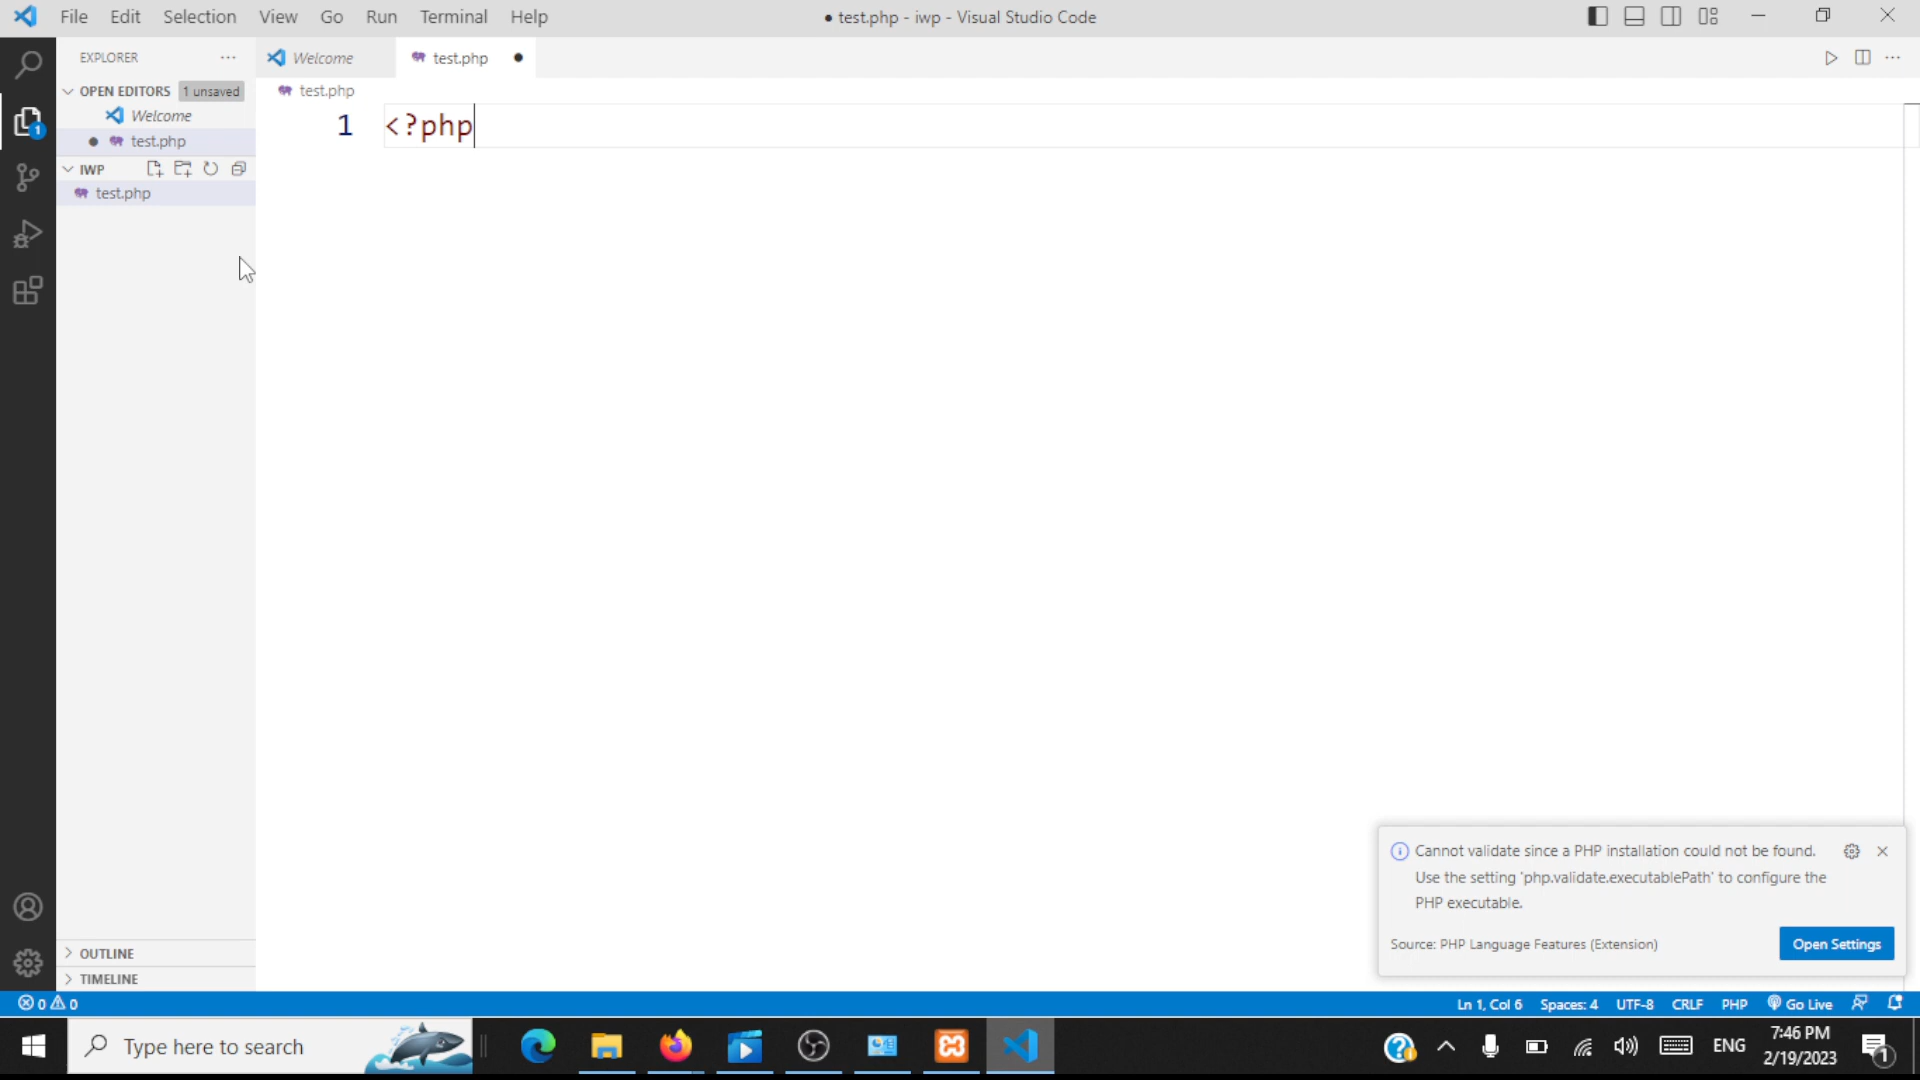 File Edit Selection View Go Run Terminal Help
● test.php - iwp - Visual Studio Code
EXPLORER
Welcome
test.php
OPEN EDITORS 1 unsaved
Welcome
test.php
IWP
test.php
test.php
1 <?php
1
Cannot validate since a PHP installation could not be found.
Use the setting 'php.validate.executablePath' to configure the
PHP executable.
Source: PHP Language Features (Extension)
Open Settings
OUTLINE
TIMELINE
0 0
Ln 1, Col 6 Spaces: 4 UTF-8 CRLF PHP Go Live
Type here to search
ENG
7:46 PM
2/19/2023
1